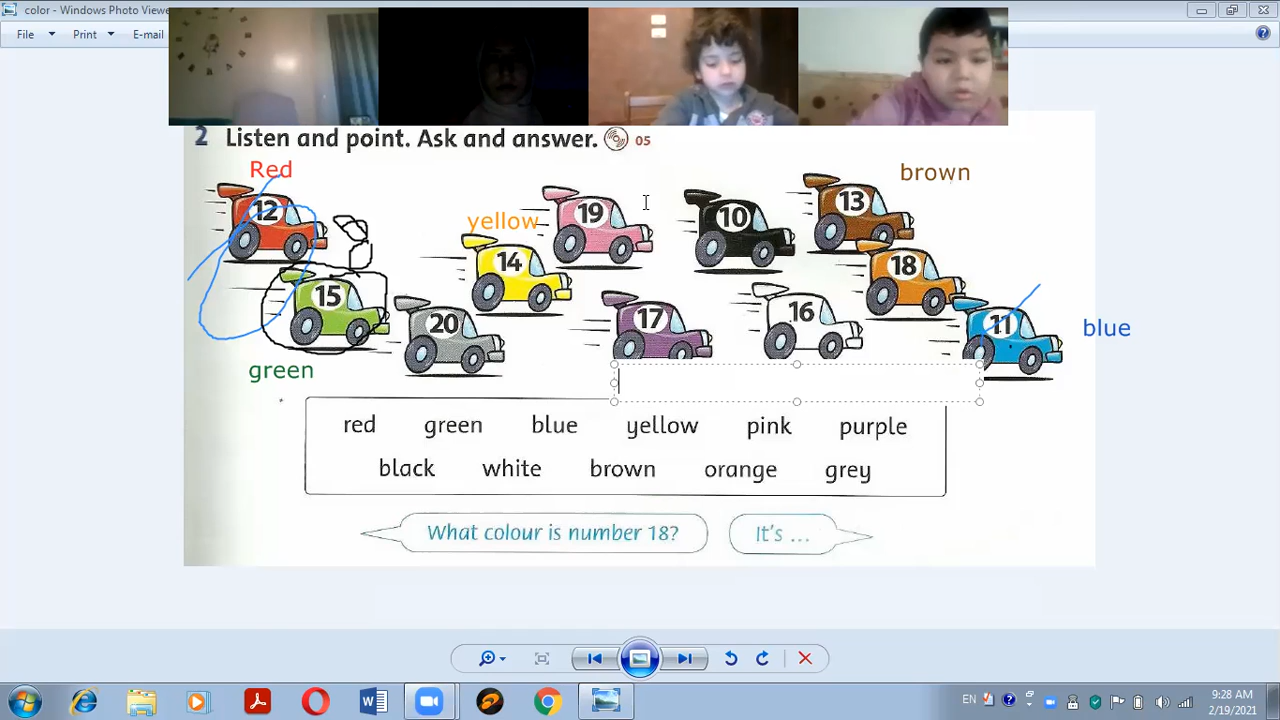 color - Windows Photo Viewe
File Print E-mail
2 Listen and point. Ask and answer. 05
Red
brown
yellow
12
19
10
13
14
18
15
20
17
16
11
blue
green
red green blue yellow pink purple
black white brown orange grey
What colour is number 18? It's ...
EN
9:28 AM
2/19/2021